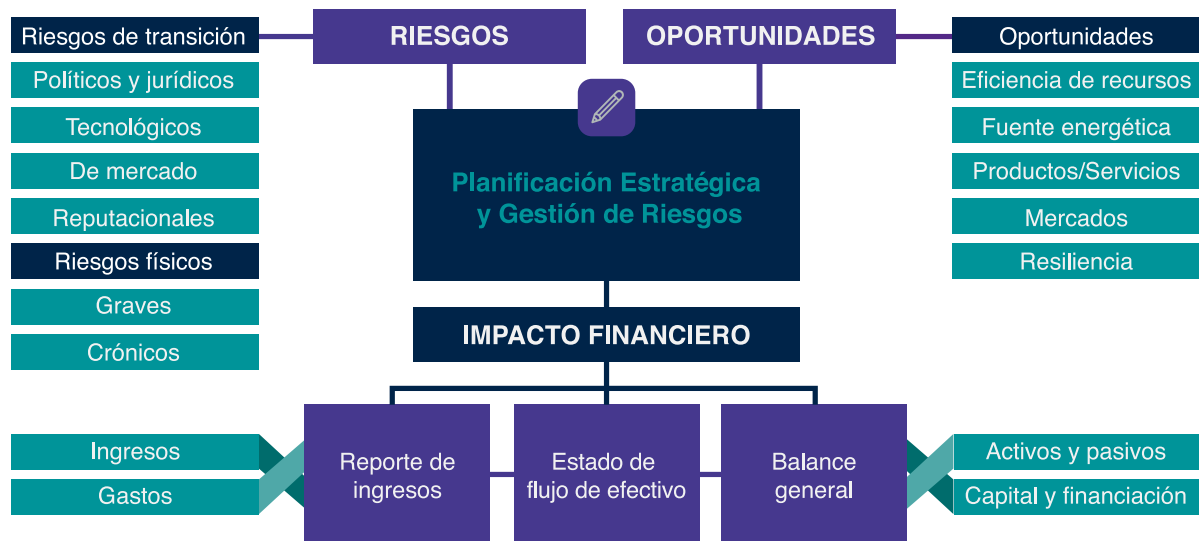 RIESGOS
OPORTUNIDADES
Riesgos de transición
Políticos y jurídicos
Tecnológicos
De mercado
Reputacionales
Riesgos físicos
Graves
Crónicos
Planificación Estratégica
y Gestión de Riesgos
Oportunidades
Eficiencia de recursos
Fuente energética
Productos/Servicios
Mercados
Resiliencia
IMPACTO FINANCIERO
Ingresos
Gastos
Reporte de
ingresos
Estado de
flujo de efectivo
Balance
general
Activos y pasivos
Capital y financiación